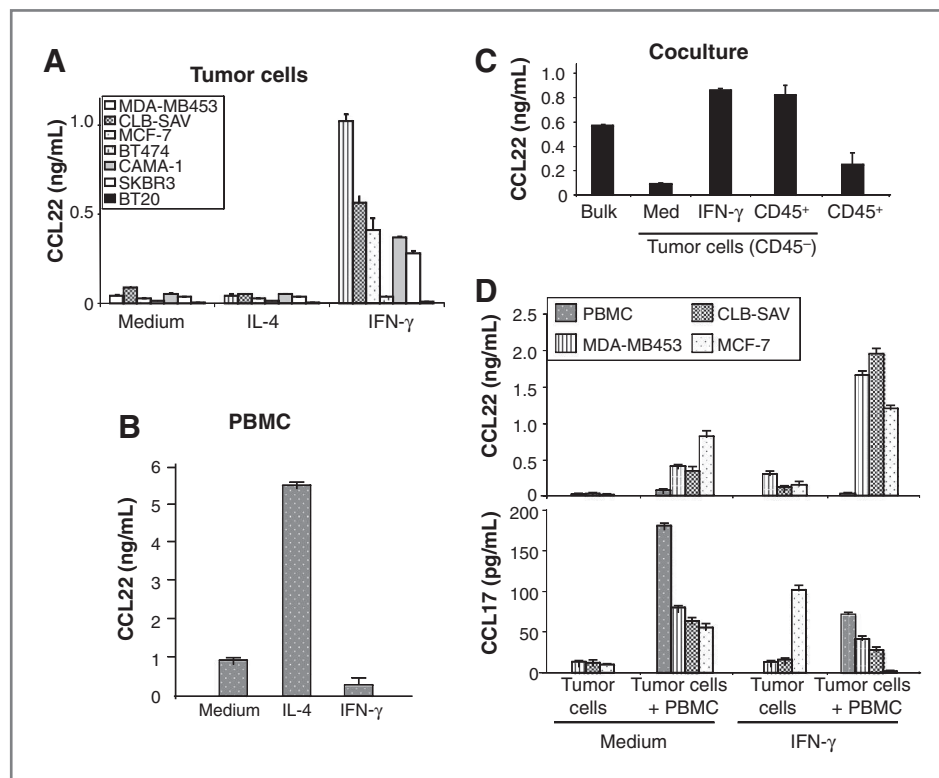 A
Tumor cells
MDA-MB453
CLB-SAV
MCF-7
BT474
CAMA-1
SKBR3
BT20
CCL22 (ng/mL)
1.0
0.5
0
Medium IL-4 IFN-γ
B
PBMC
CCL22 (ng/mL)
6
5
4
3
2
1
0
Medium IL-4 IFN-γ
C
Coculture
CCL22 (ng/mL)
1.0
0.8
0.6
0.4
0.2
0
Bulk Med IFN-γ CD45⁺ CD45⁺
Tumor cells (CD45⁻)
D
PBMC CLB-SAV
MDA-MB453 MCF-7
CCL22 (ng/mL)
2.5
2.0
1.5
1.0
0.5
0
CCL17 (pg/mL)
200
150
100
50
0
Tumor cells Tumor cells + PBMC Tumor cells Tumor cells + PBMC
Medium IFN-γ